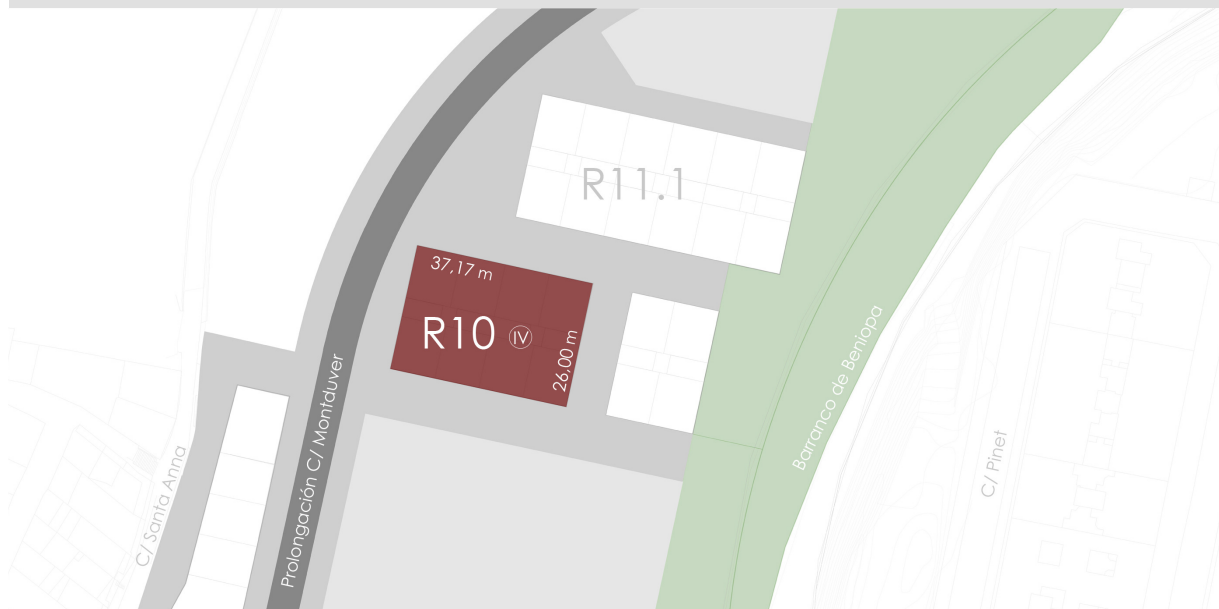 R11.1
37,17 m
R10 IV
26,00 m
Prolongación C/ Montduver
C/ Santa Anna
Barranco de Beniopa
C/ Pinet